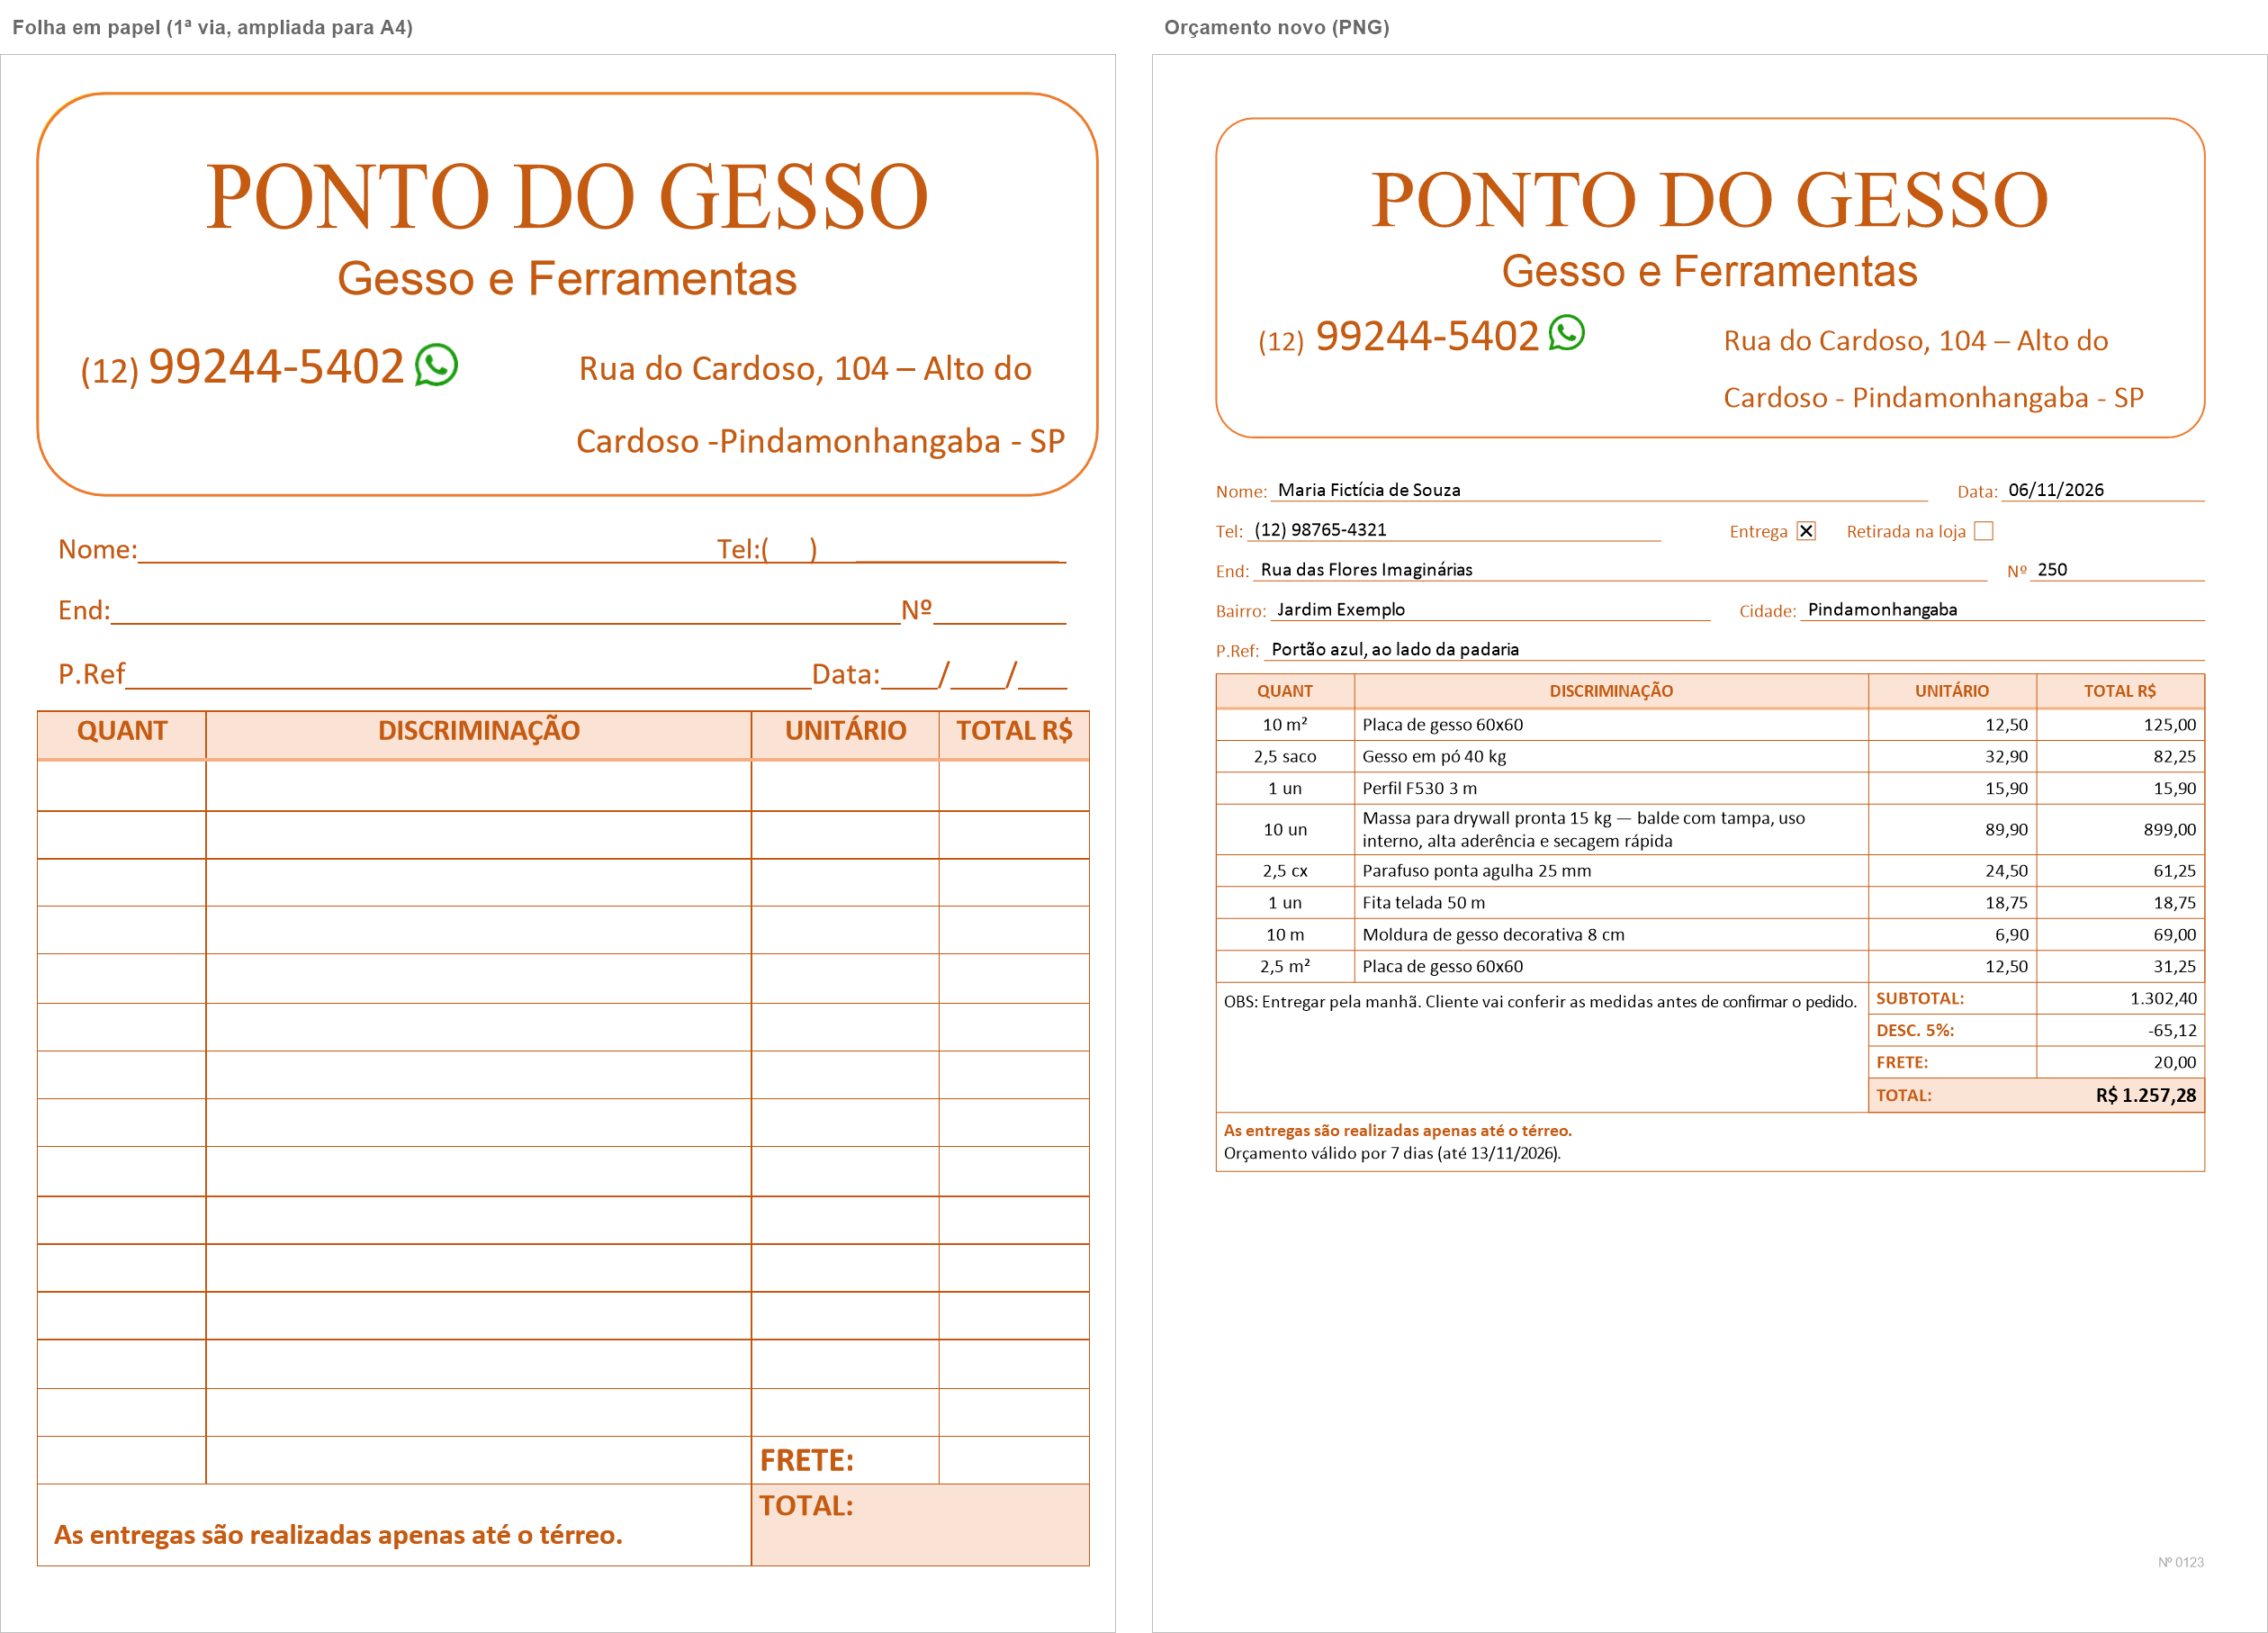 Folha em papel (1ª via, ampliada para A4)
PONTO DO GESSO
Gesso e Ferramentas
(12) 99244-5402
Rua do Cardoso, 104 – Alto do
Cardoso -Pindamonhangaba - SP
Nome: Tel:( )
End: Nº
P.Ref Data: / /
QUANT DISCRIMINAÇÃO UNITÁRIO TOTAL R$
FRETE:
TOTAL:
As entregas são realizadas apenas até o térreo.
Orçamento novo (PNG)
PONTO DO GESSO
Gesso e Ferramentas
(12) 99244-5402
Rua do Cardoso, 104 – Alto do
Cardoso - Pindamonhangaba - SP
Nome: Maria Fictícia de Souza Data: 06/11/2026
Tel: (12) 98765-4321 Entrega ☒ Retirada na loja ☐
End: Rua das Flores Imaginárias Nº 250
Bairro: Jardim Exemplo Cidade: Pindamonhangaba
P.Ref: Portão azul, ao lado da padaria
QUANT DISCRIMINAÇÃO UNITÁRIO TOTAL R$
10 m² Placa de gesso 60x60 12,50 125,00
2,5 saco Gesso em pó 40 kg 32,90 82,25
1 un Perfil F530 3 m 15,90 15,90
10 un Massa para drywall pronta 15 kg — balde com tampa, uso
interno, alta aderência e secagem rápida 89,90 899,00
2,5 cx Parafuso ponta agulha 25 mm 24,50 61,25
1 un Fita telada 50 m 18,75 18,75
10 m Moldura de gesso decorativa 8 cm 6,90 69,00
2,5 m² Placa de gesso 60x60 12,50 31,25
OBS: Entregar pela manhã. Cliente vai conferir as medidas antes de confirmar o pedido.
SUBTOTAL: 1.302,40
DESC. 5%: -65,12
FRETE: 20,00
TOTAL: R$ 1.257,28
As entregas são realizadas apenas até o térreo.
Orçamento válido por 7 dias (até 13/11/2026).
Nº 0123